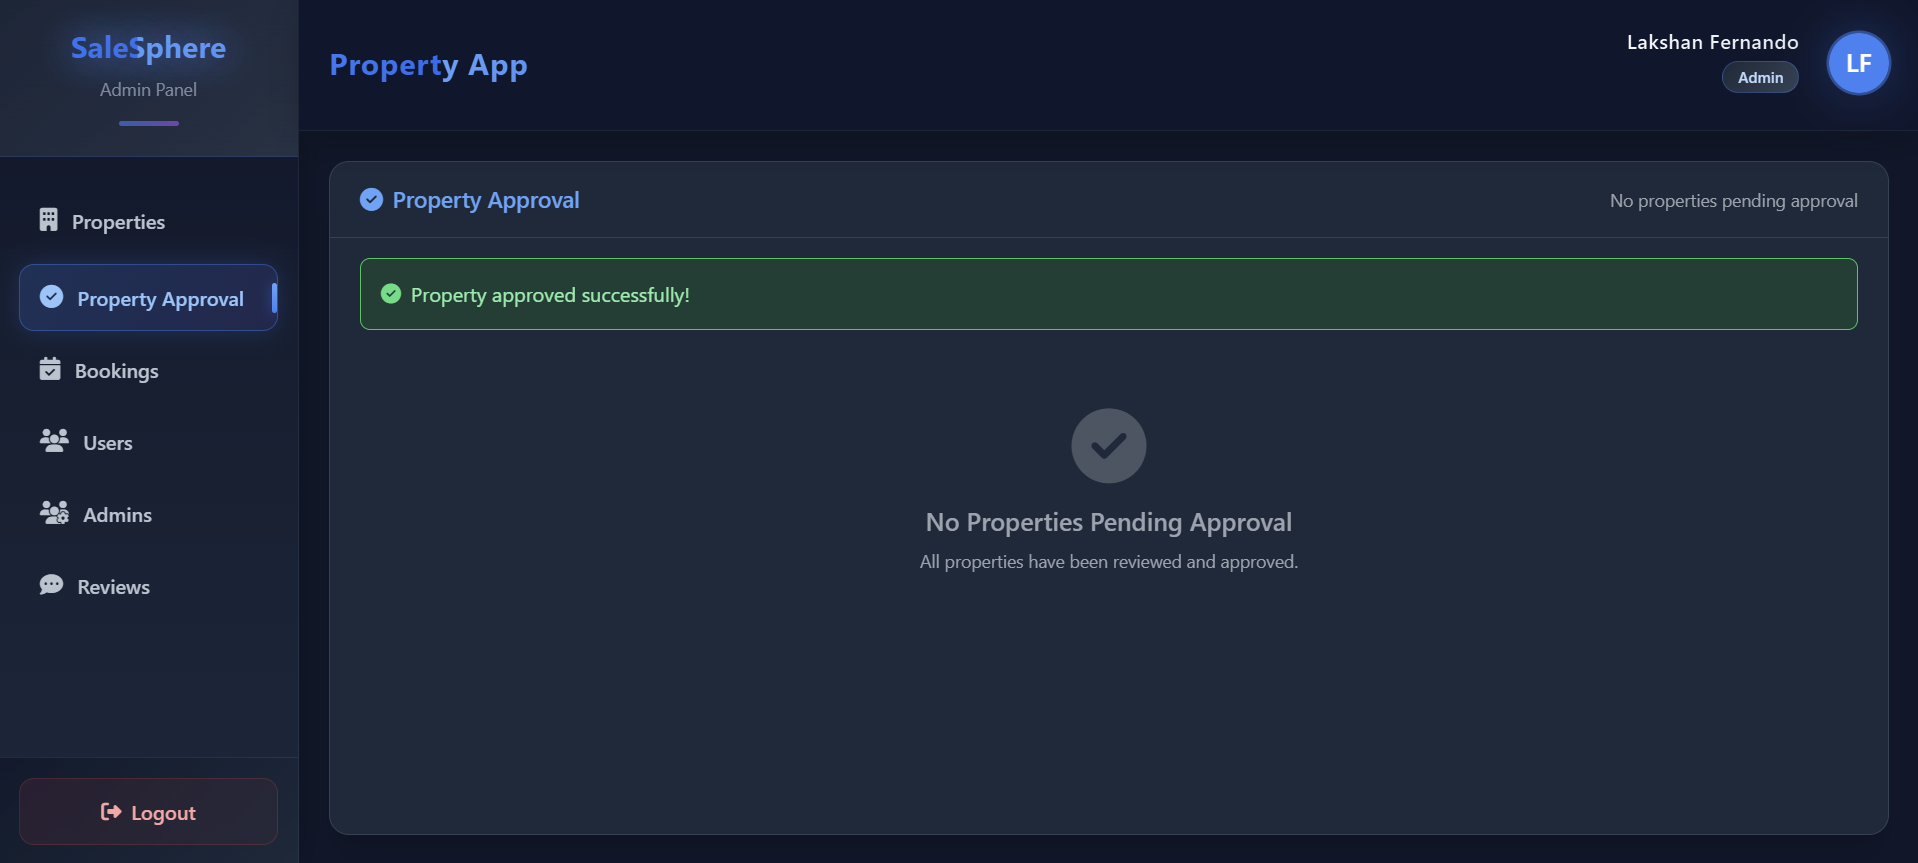 SaleSphere
Admin Panel
Properties
Property Approval
Bookings
Users
Admins
Reviews
Logout
Property App
Lakshan Fernando
Admin
LF
Property Approval
No properties pending approval
Property approved successfully!
No Properties Pending Approval
All properties have been reviewed and approved.